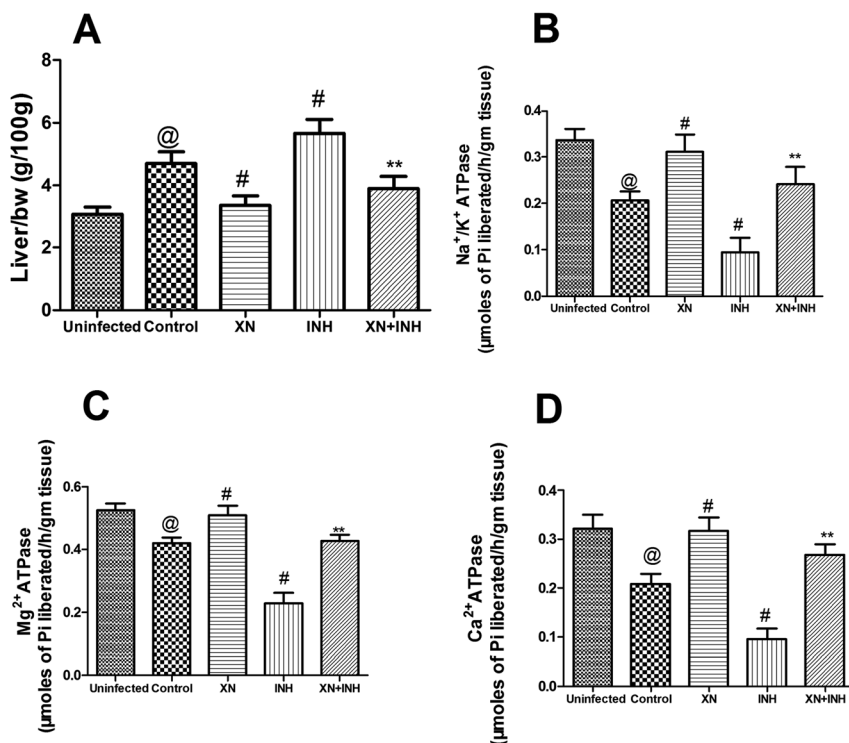 A
Liver/bw (g/100g)
8
6
4
2
0
@
#
#
**
Uninfected Control XN INH XN+INH
B
Na⁺/K⁺ ATPase
(μmoles of Pi liberated/h/gm tissue)
0.4
0.3
0.2
0.1
0.0
@
#
#
**
Uninfected Control XN INH XN+INH
C
Mg²⁺ATPase
(μmoles of Pi liberated/h/gm tissue)
0.6
0.4
0.2
0.0
@
#
#
**
Uninfected Control XN INH XN+INH
D
Ca²⁺ATPase
(μmoles of Pi liberated/h/gm tissue)
0.4
0.3
0.2
0.1
0.0
@
#
#
**
Uninfected Control XN INH XN+INH